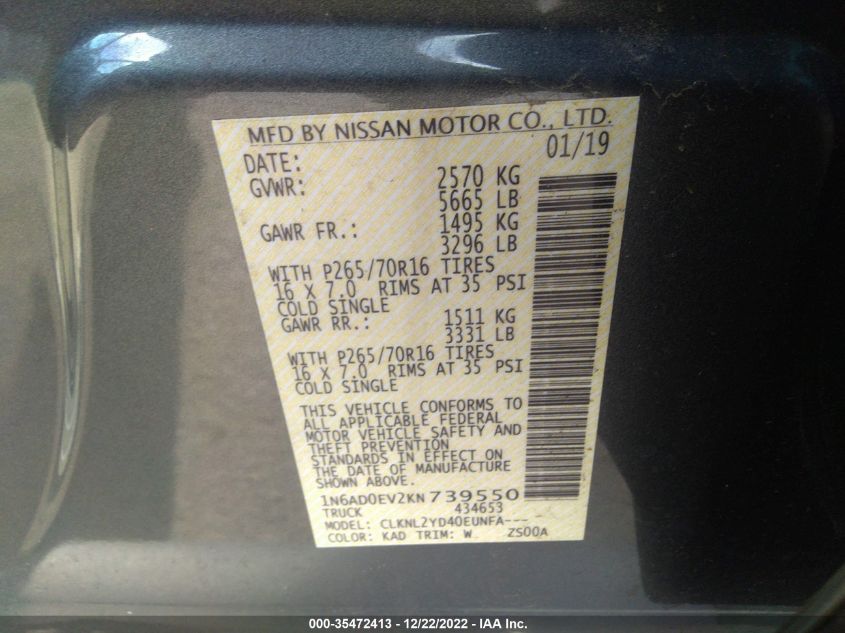 MFD BY NISSAN MOTOR CO., LTD.
DATE: 01/19
GVWR: 2570 KG
5665 LB
GAWR FR.: 1495 KG
3296 LB
WITH P265/70R16 TIRES
16 X 7.0 RIMS AT 35 PSI
COLD SINGLE
GAWR RR.: 1511 KG
3331 LB
WITH P265/70R16 TIRES
16 X 7.0 RIMS AT 35 PSI
COLD SINGLE
THIS VEHICLE CONFORMS TO
ALL APPLICABLE FEDERAL
MOTOR VEHICLE SAFETY AND
THEFT PREVENTION
STANDARDS IN EFFECT ON
THE DATE OF MANUFACTURE
SHOWN ABOVE.
1N6AD0EV2KN739550
TRUCK 434653
MODEL: CLKNL2YD40EUNFA---
COLOR: KAD TRIM: W ZS00A
000-35472413 - 12/22/2022 - IAA Inc.